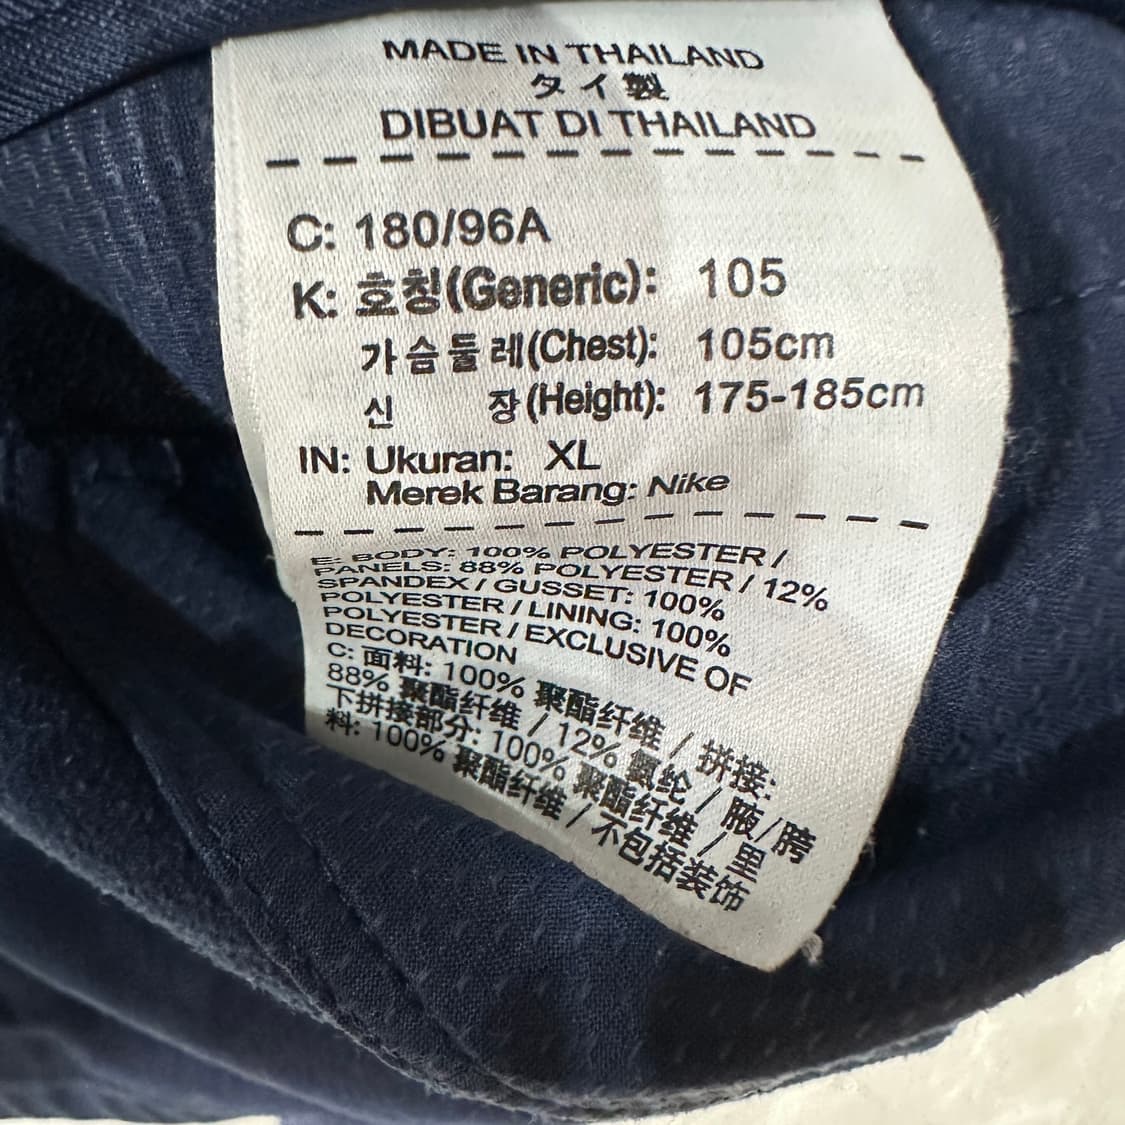 MADE IN THAILAND
タイ製
DIBUAT DI THAILAND
C: 180/96A
K: 호칭(Generic): 105
가슴둘레(Chest): 105cm
신 장(Height): 175-185cm
IN: Ukuran: XL
Merek Barang: Nike
E: BODY: 100% POLYESTER /
PANELS: 88% POLYESTER / 12%
SPANDEX / GUSSET: 100%
POLYESTER / LINING: 100%
POLYESTER / EXCLUSIVE OF
DECORATION
C: 面料: 100% 聚酯纤维 / 拼接:
88% 聚酯纤维 / 12% 氨纶 / 腋/胯
下拼接部分: 100% 聚酯纤维 / 里
料: 100% 聚酯纤维 / 不包括装饰